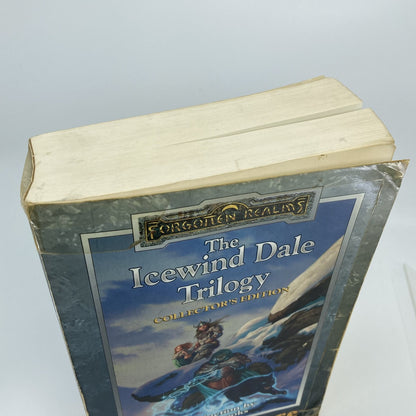 FORGOTTEN REALMS
The
Icewind Dale
Trilogy
COLLECTOR'S EDITION